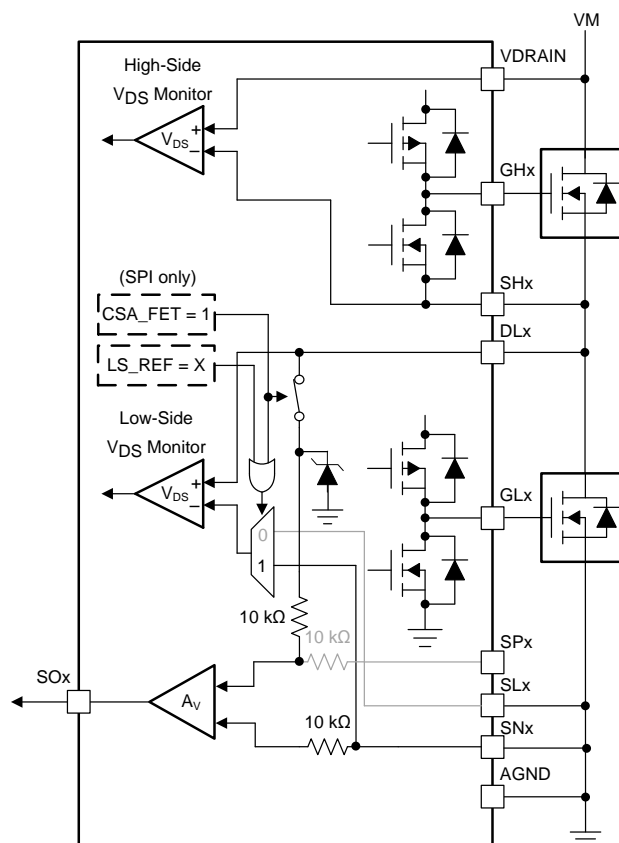 VM
High-Side
VDS Monitor
VDRAIN
+
VDS
−
GHx
(SPI only)
SHx
CSA_FET = 1
DLx
LS_REF = X
Low-Side
VDS Monitor
+
VDS
−
GLx
0
1
10 kΩ
10 kΩ
SPx
SOx
AV
SLx
10 kΩ
SNx
AGND